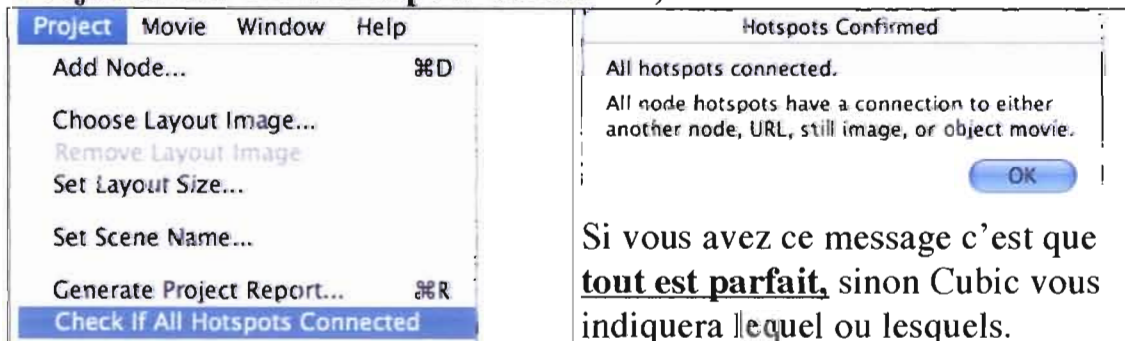 Project Movie Window Help
Add Node... ⌘D
Choose Layout Image...
Remove Layout Image
Set Layout Size...
Set Scene Name...
Generate Project Report... ⌘R
Check If All Hotspots Connected
Hotspots Confirmed
All hotspots connected.
All node hotspots have a connection to either
another node, URL, still image, or object movie.
OK
Si vous avez ce message c'est que
tout est parfait, sinon Cubic vous
indiquera lequel ou lesquels.